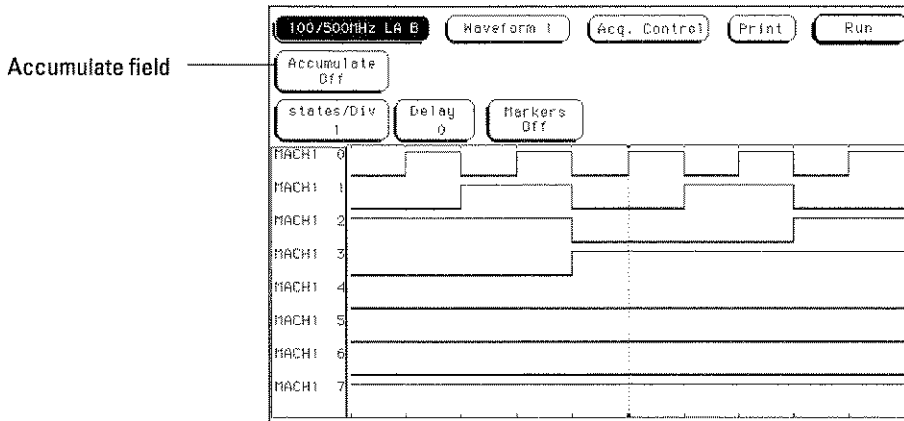 100/500MHz LA B Waveform 1 Acq. Control Print Run
Accumulate field
Accumulate
Off
states/Div
1
Delay
0
Markers
Off
MACH1 0
MACH1 1
MACH1 2
MACH1 3
MACH1 4
MACH1 5
MACH1 6
MACH1 7